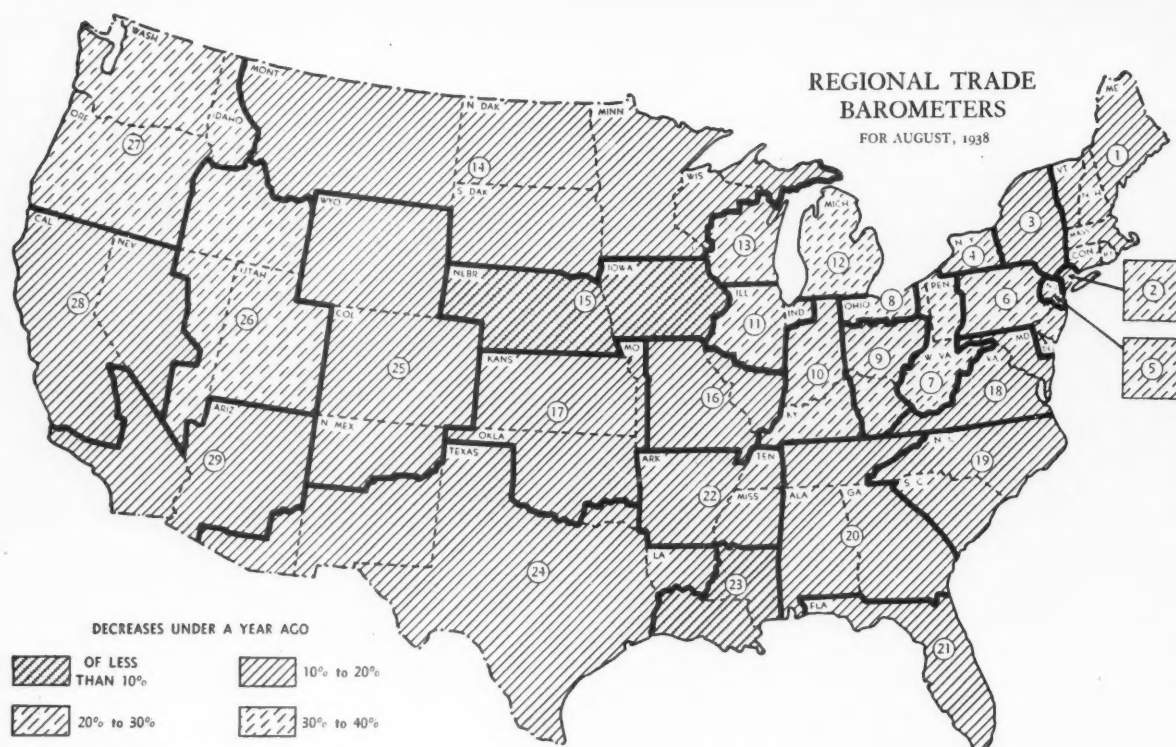 REGIONAL TRADE
BAROMETERS
FOR AUGUST, 1938
WASH
MONT
N DAK
MINN
ME
ORE
IDAHO
27
14
1
VT
WIS
N H
S DAK
MICH
3
WYO
MASS
CAL
NEV
13
N Y
4
CON
R I
12
IOWA
NEBR
UTAH
15
ILL
8
PEN
6
2
28
COL
IND
OHIO
26
11
MD
DEL
5
25
MO
9
W VA
VA
KANS
10
7
18
17
16
KY
ARIZ
N MEX
OKLA
N C
TEXAS
ARK
TEN
19
29
S C
22
MISS
ALA
GA
20
LA
24
23
FLA
21
DECREASES UNDER A YEAR AGO
OF LESS
THAN 10%
10% to 20%
20% to 30%
30% to 40%